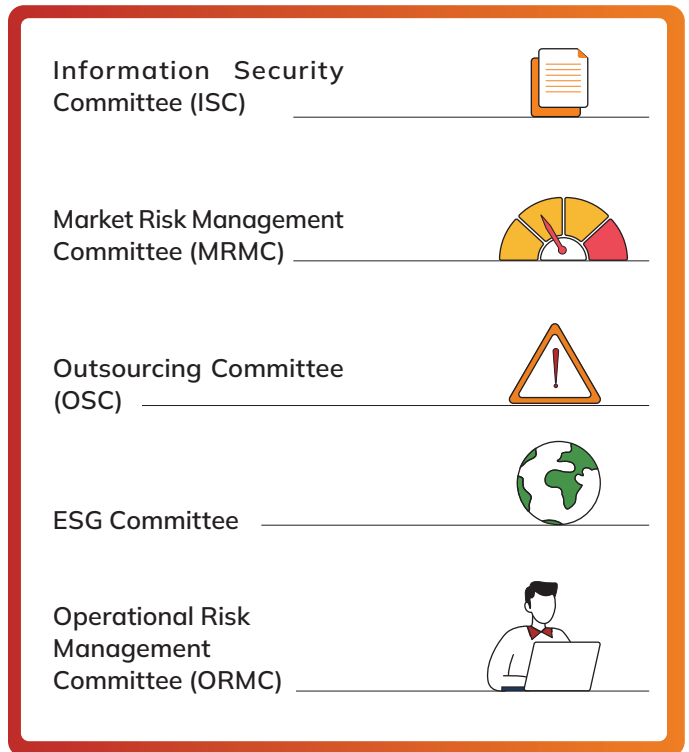 Information Security
Committee (ISC)
Market Risk Management
Committee (MRMC)
Outsourcing Committee
(OSC)
ESG Committee
Operational Risk
Management
Committee (ORMC)